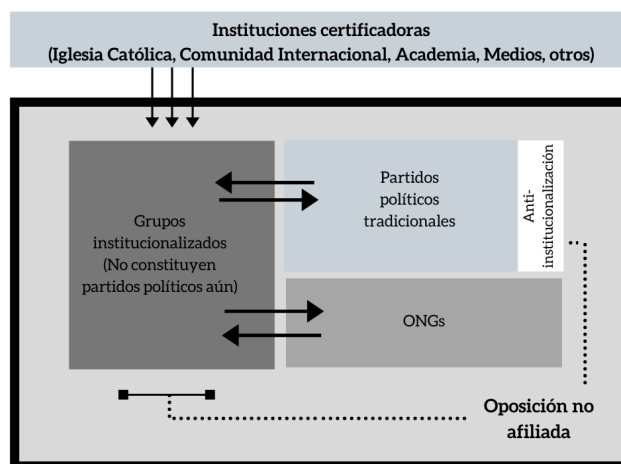 Instituciones certificadoras
(Iglesia Católica, Comunidad Internacional, Academia, Medios, otros)
Grupos
institucionalizados
(No constituyen
partidos políticos aún)
Partidos
políticos
tradicionales
Anti-
institucionalización
ONGs
Oposición no
afiliada